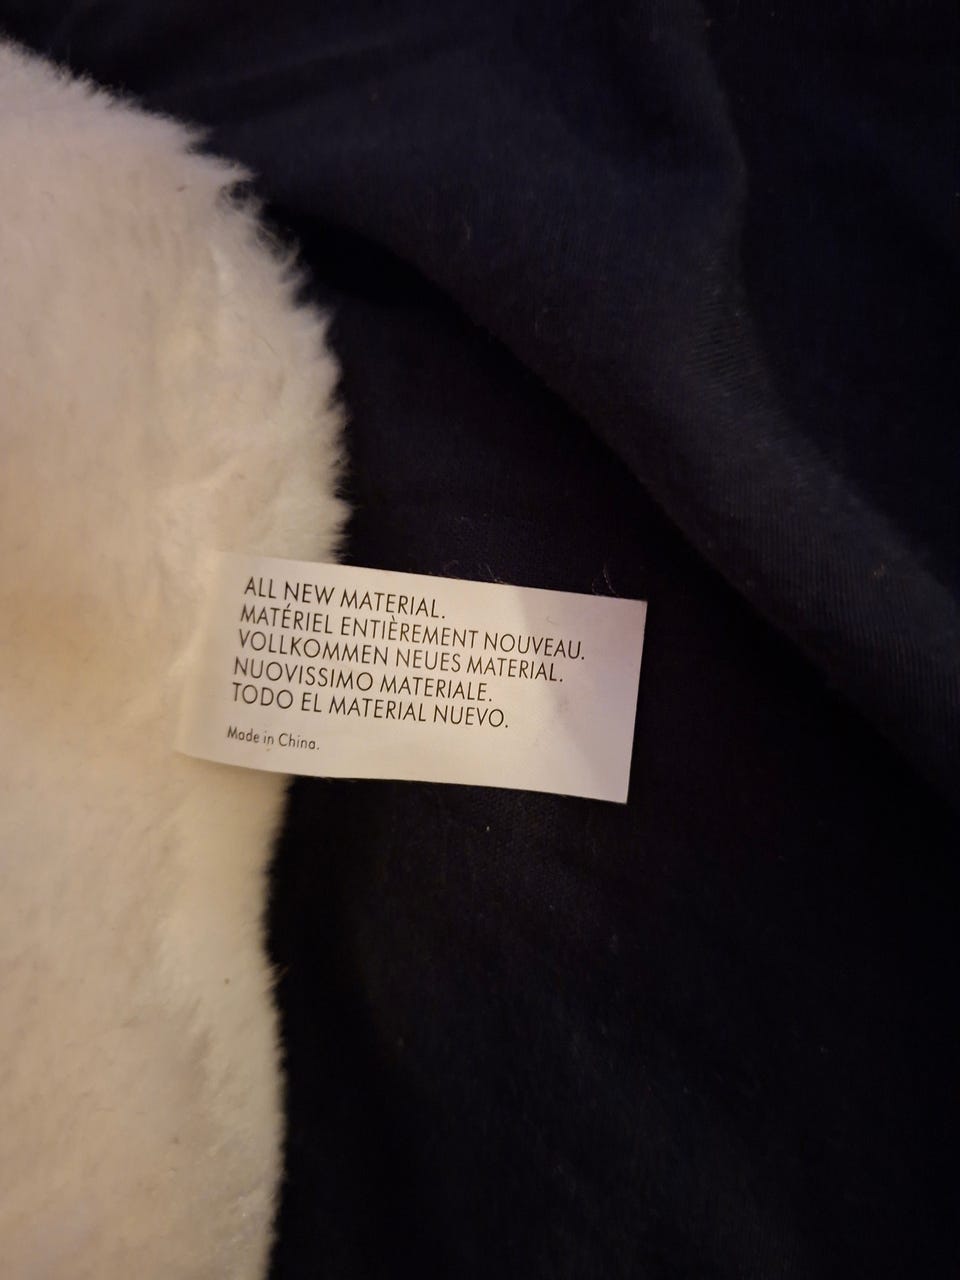 ALL NEW MATERIAL.
MATÉRIEL ENTIÈREMENT NOUVEAU.
VOLLKOMMEN NEUES MATERIAL.
NUOVISSIMO MATERIALE.
TODO EL MATERIAL NUEVO.
Made in China.